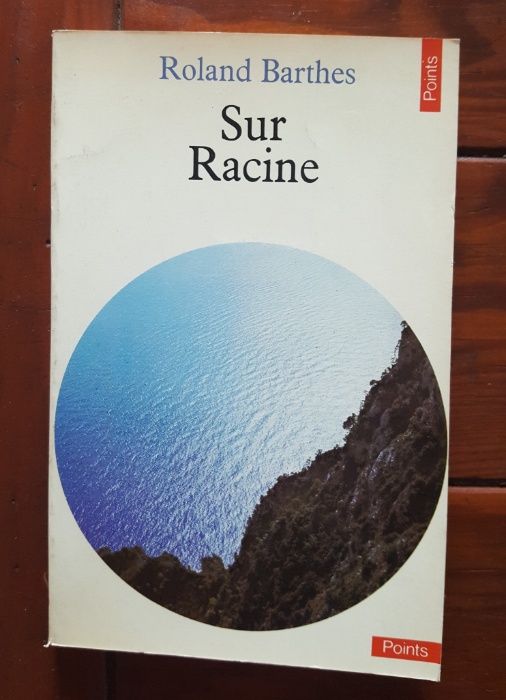 Roland Barthes
Points
Sur
Racine
Points